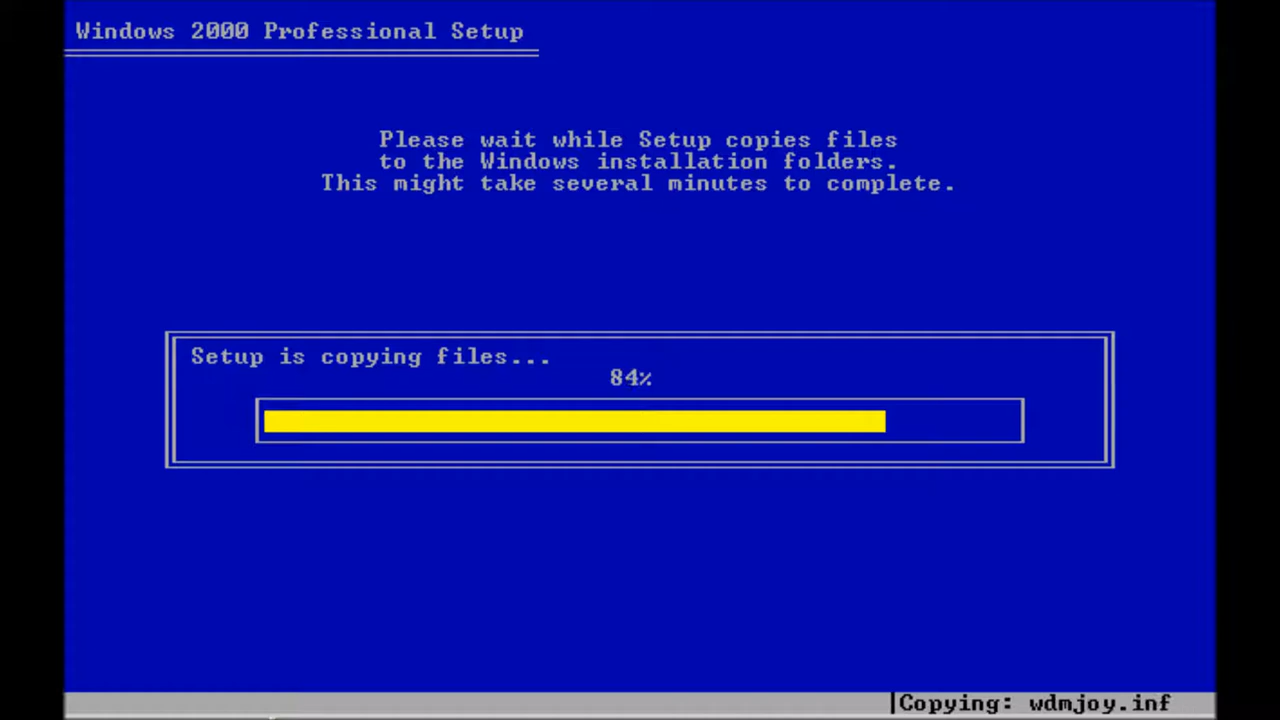 Windows 2000 Professional Setup
Please wait while Setup copies files
to the Windows installation folders.
This might take several minutes to complete.
Setup is copying files...
84%
Copying: wdmjoy.inf